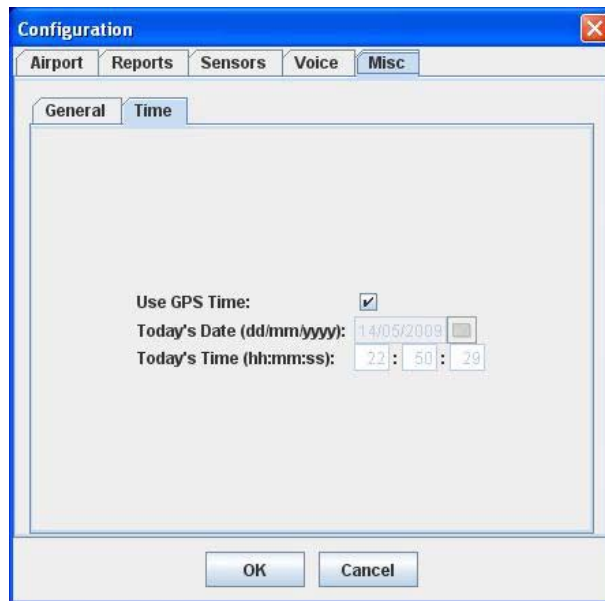 Configuration
Airport Reports Sensors Voice Misc
General Time
Use GPS Time:
Today's Date (dd/mm/yyyy): 14/05/2009
Today's Time (hh:mm:ss): 22 : 50 : 29
OK Cancel